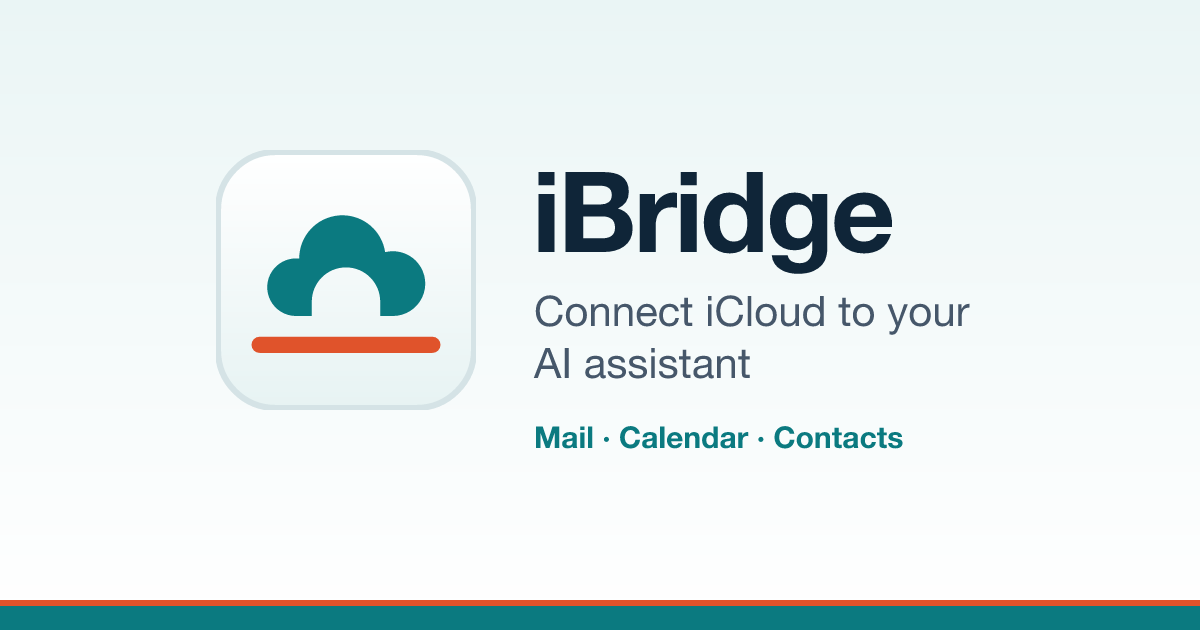 iBridge
Connect iCloud to your
AI assistant
Mail · Calendar · Contacts